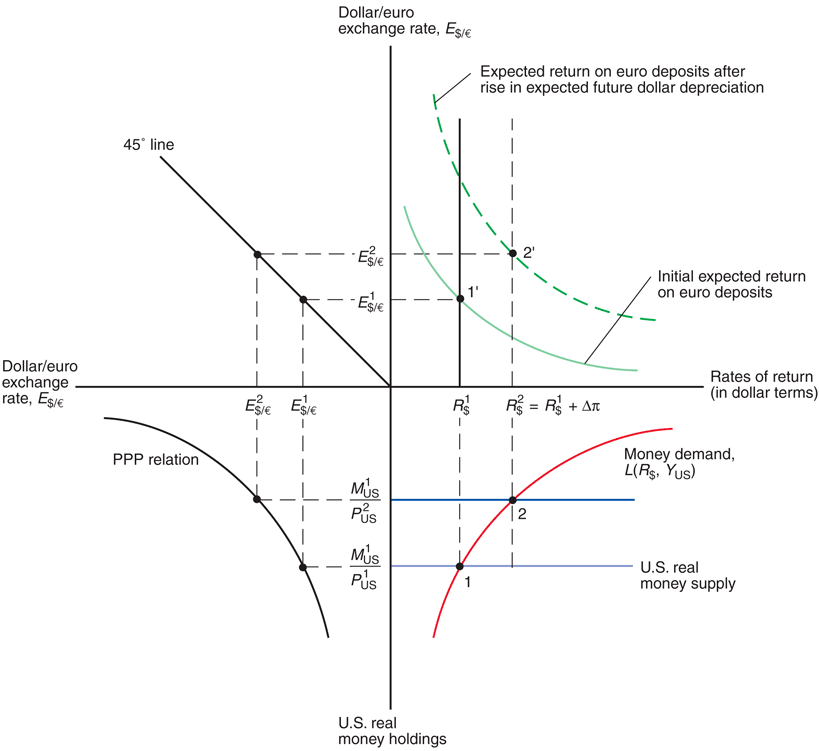 Dollar/euro
exchange rate, E$/€
Expected return on euro deposits after
rise in expected future dollar depreciation
45° line
E²$/€
2'
E¹$/€
1'
Initial expected return
on euro deposits
Dollar/euro
exchange
rate, E$/€
Rates of return
(in dollar terms)
E²$/€ E¹$/€ R¹$ R²$ = R¹$ + Δπ
PPP relation
Money demand,
L(R$, YUS)
M¹US
P²US
2
M¹US
P¹US
1
U.S. real
money supply
U.S. real
money holdings